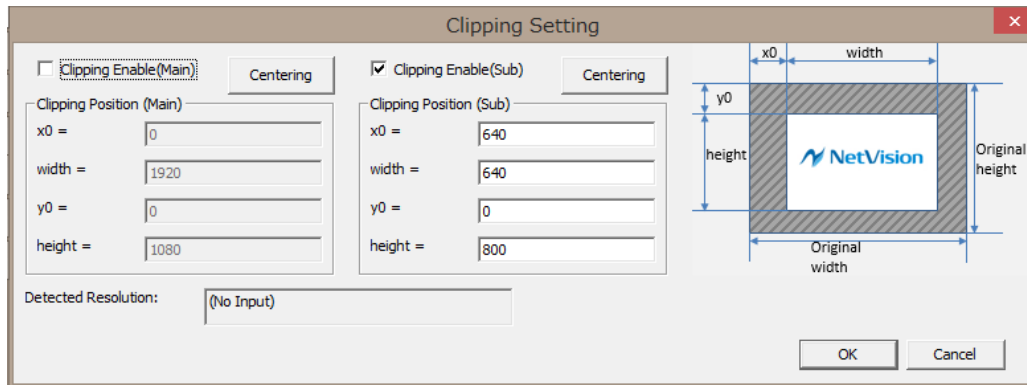 Clipping Setting
Clipping Enable(Main)
Centering
Clipping Position (Main)
x0 = 0
width = 1920
y0 = 0
height = 1080
Clipping Enable(Sub)
Centering
Clipping Position (Sub)
x0 = 640
width = 640
y0 = 0
height = 800
Detected Resolution: (No Input)
x0 width
y0
height
NetVision
Original
height
Original
width
OK Cancel